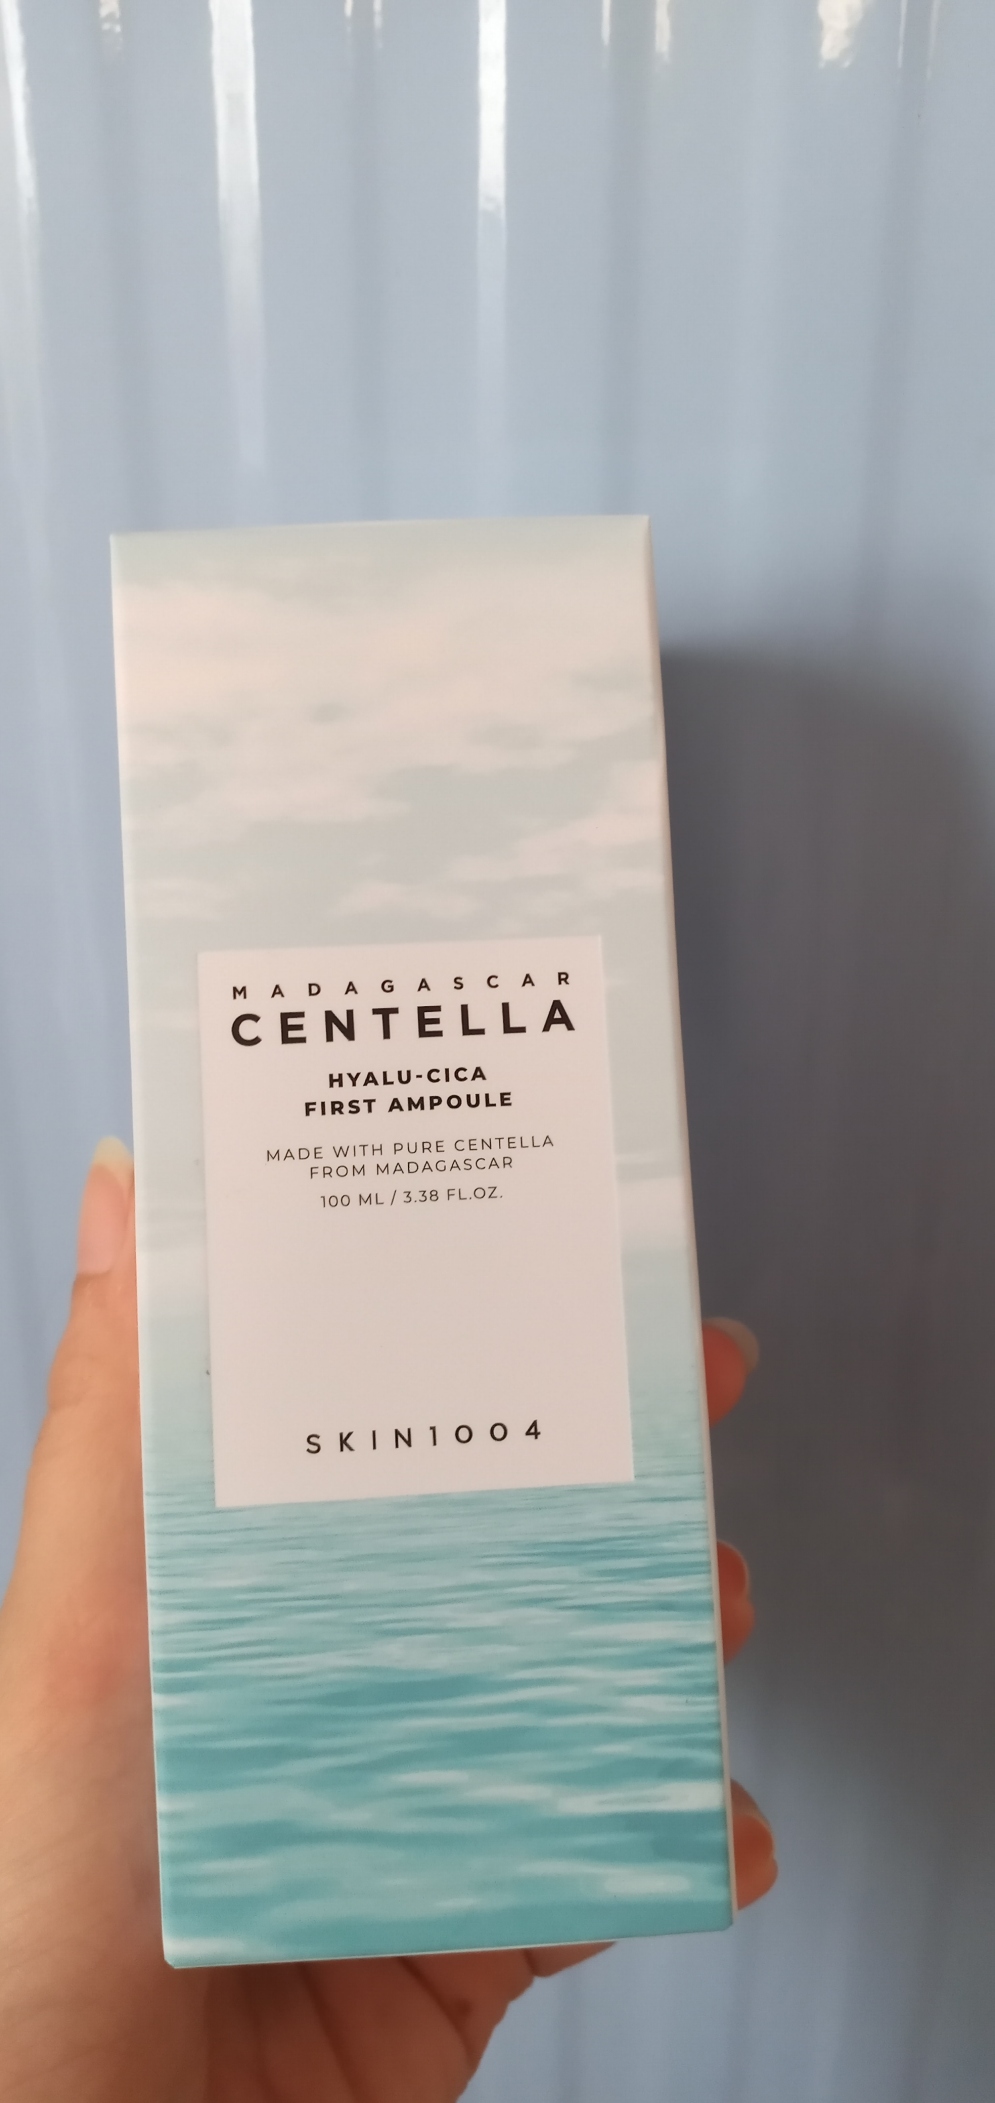 MADAGASCAR
CENTELLA
HYALU-CICA
FIRST AMPOULE
MADE WITH PURE CENTELLA
FROM MADAGASCAR
100 ML / 3.38 FL.OZ.
SKIN1004